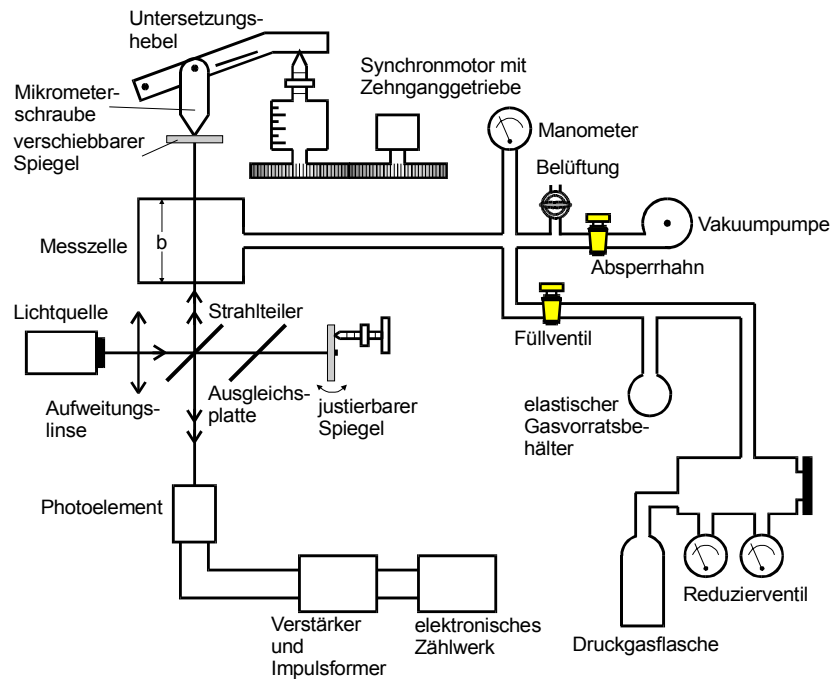 Untersetzungs-
hebel
Mikrometer-
schraube
verschiebbarer
Spiegel
Synchronmotor mit
Zehnganggetriebe
Manometer
Belüftung
Vakuumpumpe
Absperrhahn
Messzelle
b
Lichtquelle
Strahlteiler
Füllventil
Aufweitungs-
linse
Ausgleichs-
platte
justierbarer
Spiegel
elastischer
Gasvorratsbe-
hälter
Photoelement
Verstärker
und
Impulsformer
elektronisches
Zählwerk
Reduzierventil
Druckgasflasche